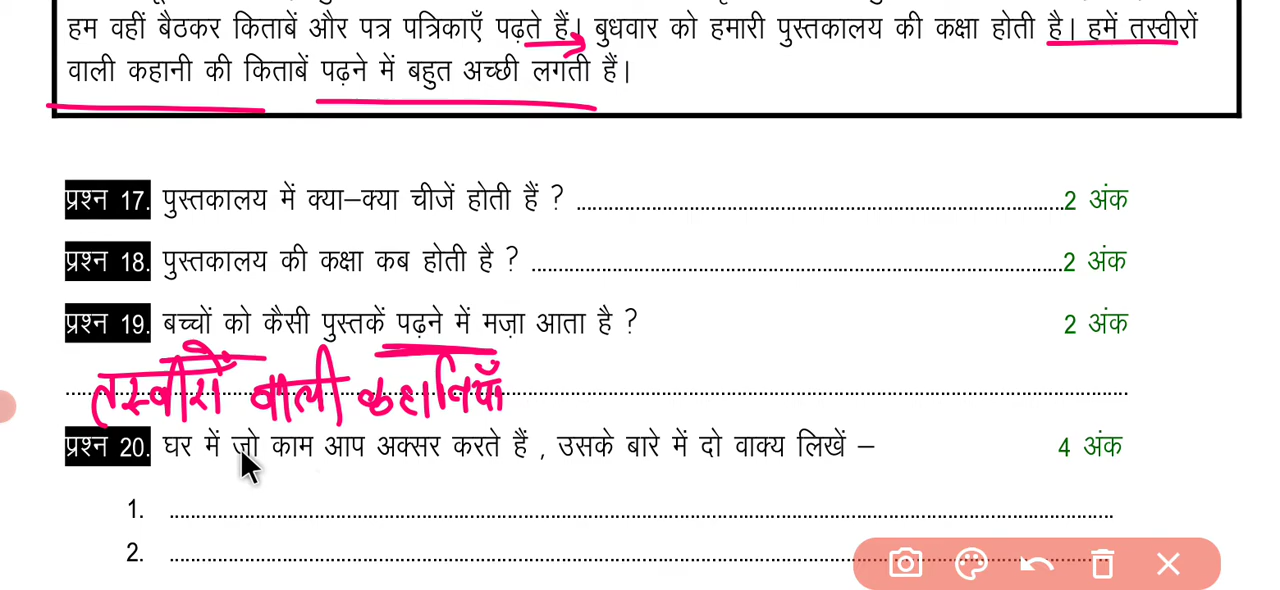 हम वहीं बैठकर किताबें और पत्र पत्रिकाएँ पढ़ते हैं। बुधवार को हमारी पुस्तकालय की कक्षा होती है। हमें तस्वीरों
वाली कहानी की किताबें पढ़ने में बहुत अच्छी लगती हैं।
प्रश्न 17. पुस्तकालय में क्या–क्या चीजें होती हैं ? ........................................ 2 अंक
प्रश्न 18. पुस्तकालय की कक्षा कब होती है ? ........................................ 2 अंक
प्रश्न 19. बच्चों को कैसी पुस्तकें पढ़ने में मज़ा आता है ? 2 अंक
तस्वीरों वाली कहानियाँ
प्रश्न 20. घर में जो काम आप अक्सर करते हैं , उसके बारे में दो वाक्य लिखें – 4 अंक
1. ........................................
2. ........................................